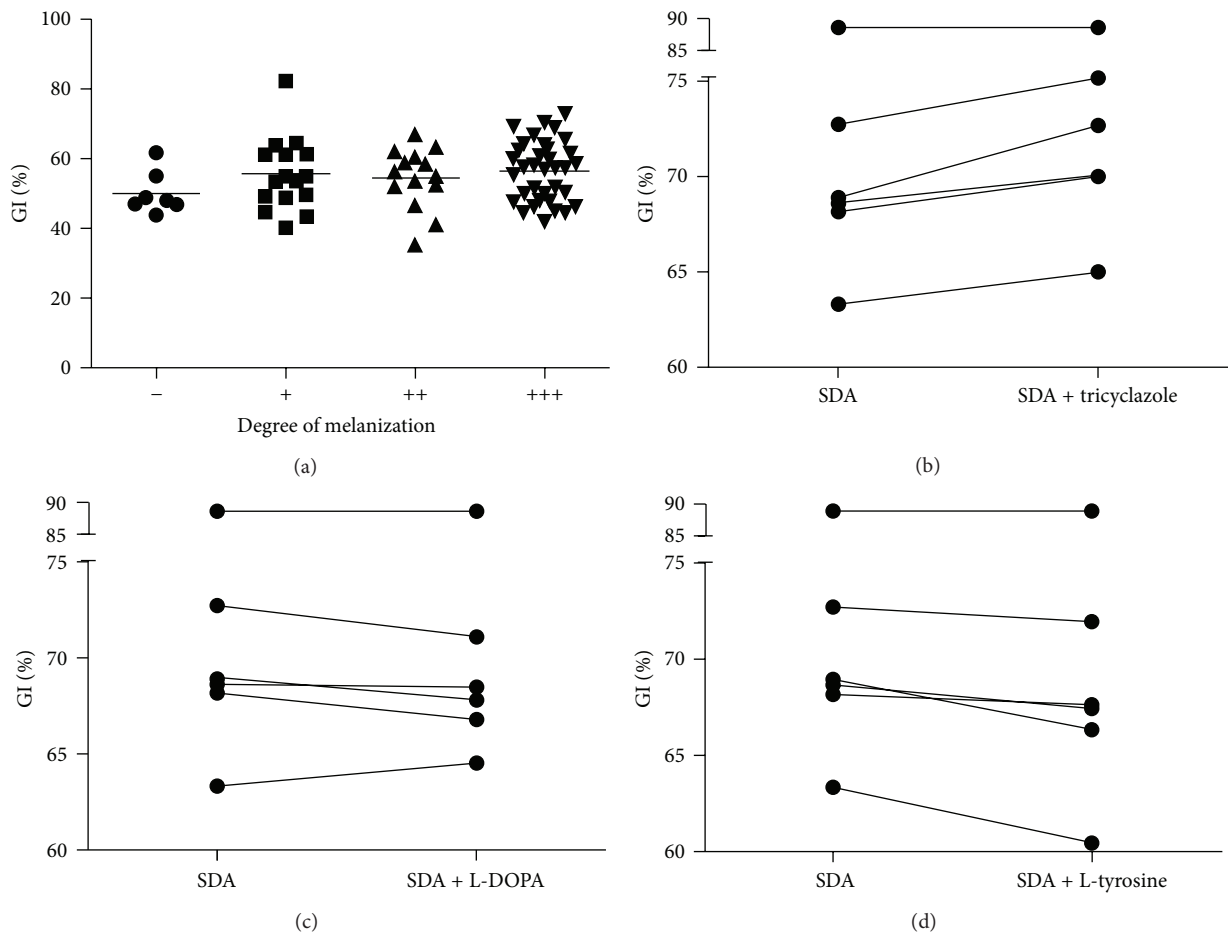 100
80
60
40
20
0
GI (%)
− + ++ +++
Degree of melanization
(a)
90
85
75
70
65
60
GI (%)
SDA SDA + tricyclazole
(b)
90
85
75
70
65
60
GI (%)
SDA SDA + L-DOPA
(c)
90
85
75
70
65
60
GI (%)
SDA SDA + L-tyrosine
(d)